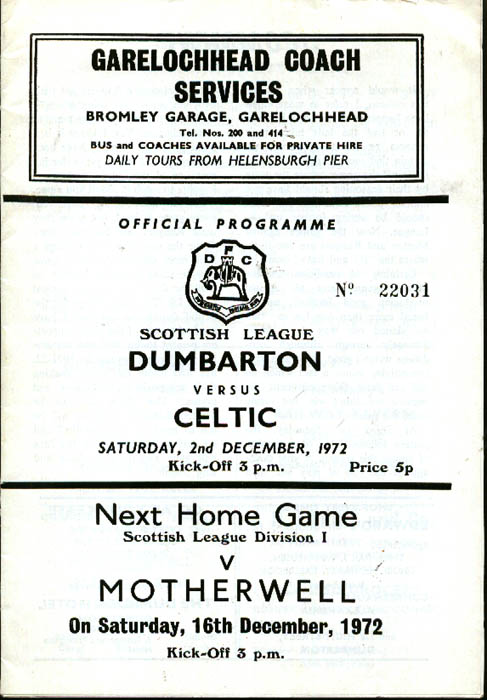 GARELOCHHEAD COACH
SERVICES
BROMLEY GARAGE, GARELOCHHEAD
Tel. Nos. 200 and 414
BUS and COACHES AVAILABLE FOR PRIVATE HIRE
DAILY TOURS FROM HELENSBURGH PIER
OFFICIAL PROGRAMME
D F C
Nº 22031
SCOTTISH LEAGUE
DUMBARTON
VERSUS
CELTIC
SATURDAY, 2nd DECEMBER, 1972
Kick-Off 3 p.m. Price 5p
Next Home Game
Scottish League Division I
V
MOTHERWELL
On Saturday, 16th December, 1972
Kick-Off 3 p.m.